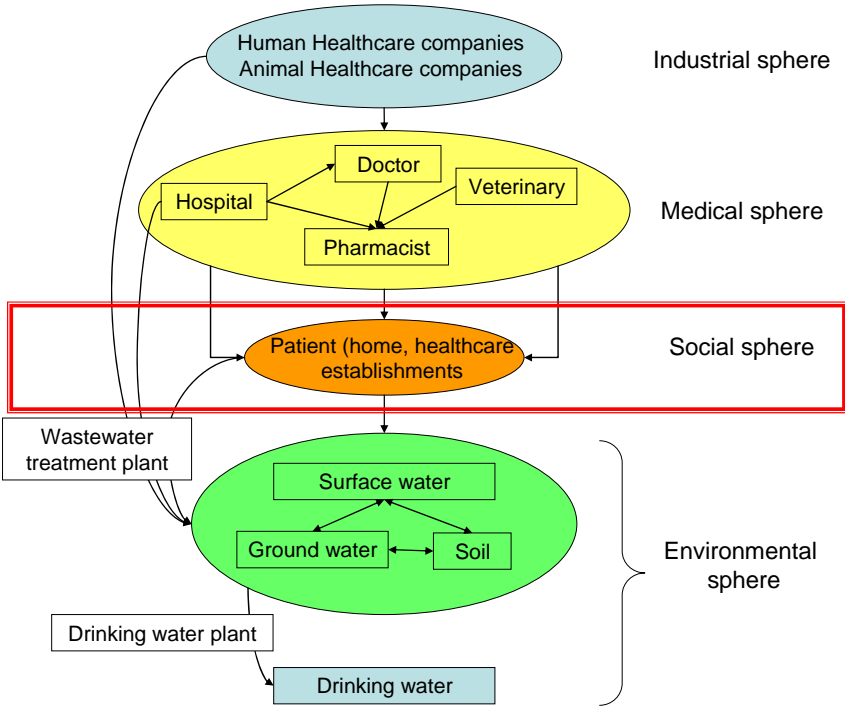 Human Healthcare companies
Animal Healthcare companies
Industrial sphere
Doctor
Veterinary
Hospital
Medical sphere
Pharmacist
Patient (home, healthcare
establishments
Social sphere
Wastewater
treatment plant
Surface water
Ground water
Soil
Environmental
sphere
Drinking water plant
Drinking water